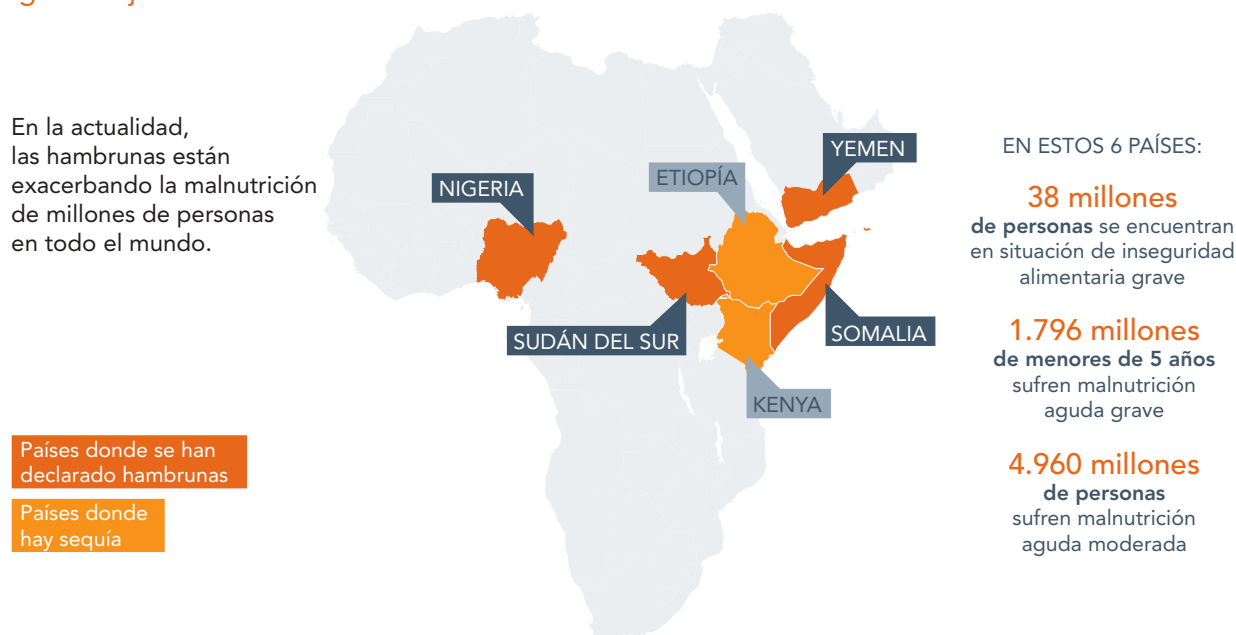 En la actualidad,
las hambrunas están
exacerbando la malnutrición
de millones de personas
en todo el mundo.
NIGERIA
ETIOPÍA
YEMEN
SUDÁN DEL SUR
SOMALIA
KENYA
Países donde se han
declarado hambrunas
Países donde
hay sequía
EN ESTOS 6 PAÍSES:
38 millones
de personas se encuentran
en situación de inseguridad
alimentaria grave
1.796 millones
de menores de 5 años
sufren malnutrición
aguda grave
4.960 millones
de personas
sufren malnutrición
aguda moderada